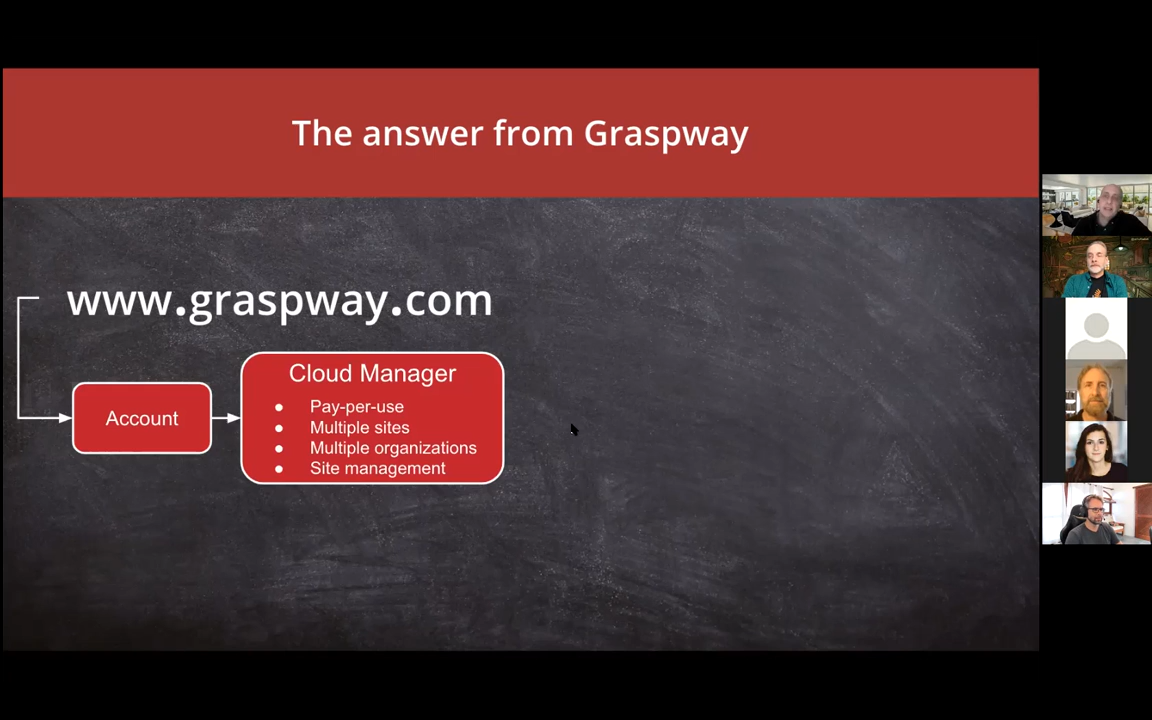 The answer from Graspway
www.graspway.com
Account
Cloud Manager
● Pay-per-use
● Multiple sites
● Multiple organizations
● Site management